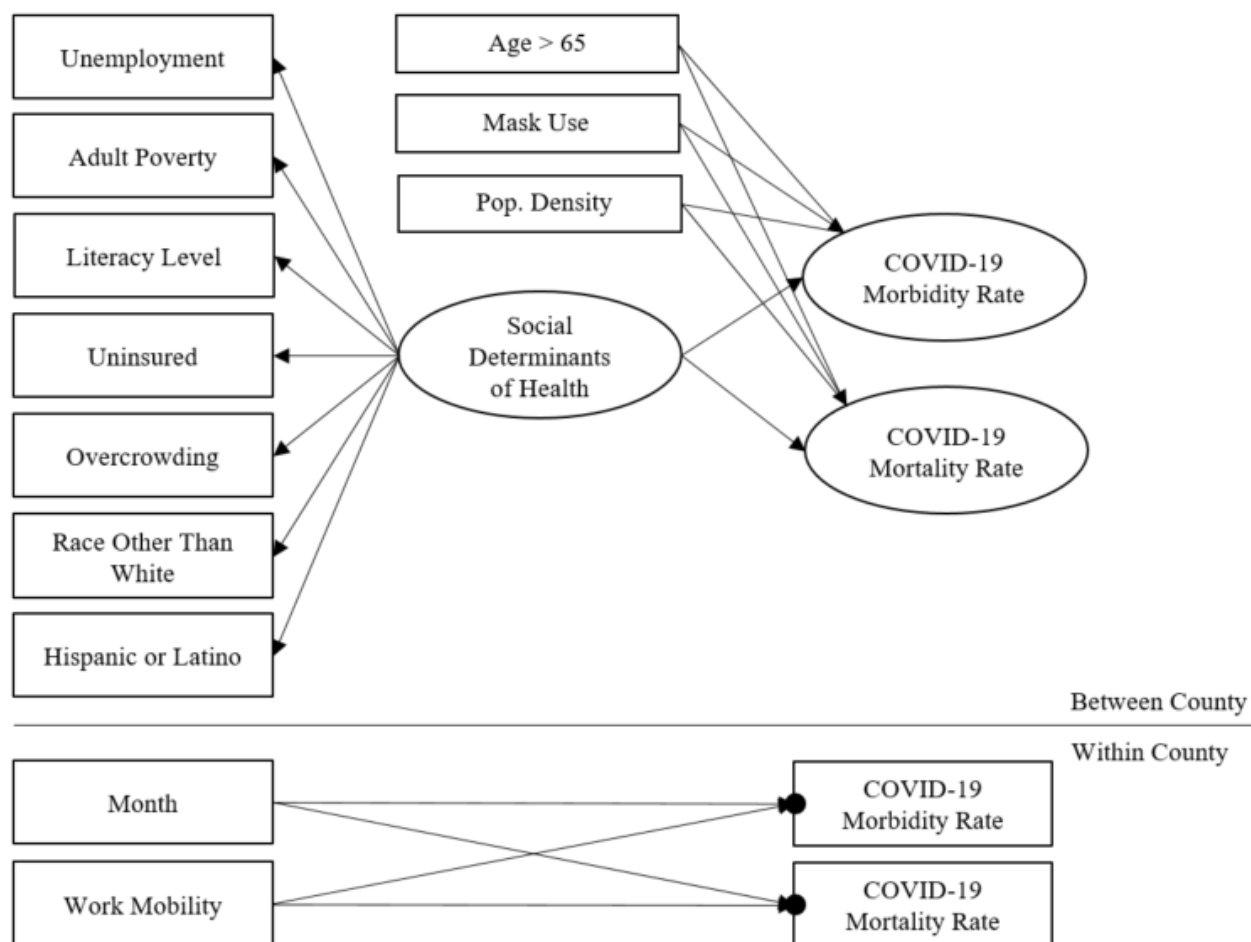 Unemployment
Adult Poverty
Literacy Level
Uninsured
Overcrowding
Race Other Than
White
Hispanic or Latino
Age > 65
Mask Use
Pop. Density
Social
Determinants
of Health
COVID-19
Morbidity Rate
COVID-19
Mortality Rate
Between County
Within County
Month
Work Mobility
COVID-19
Morbidity Rate
COVID-19
Mortality Rate